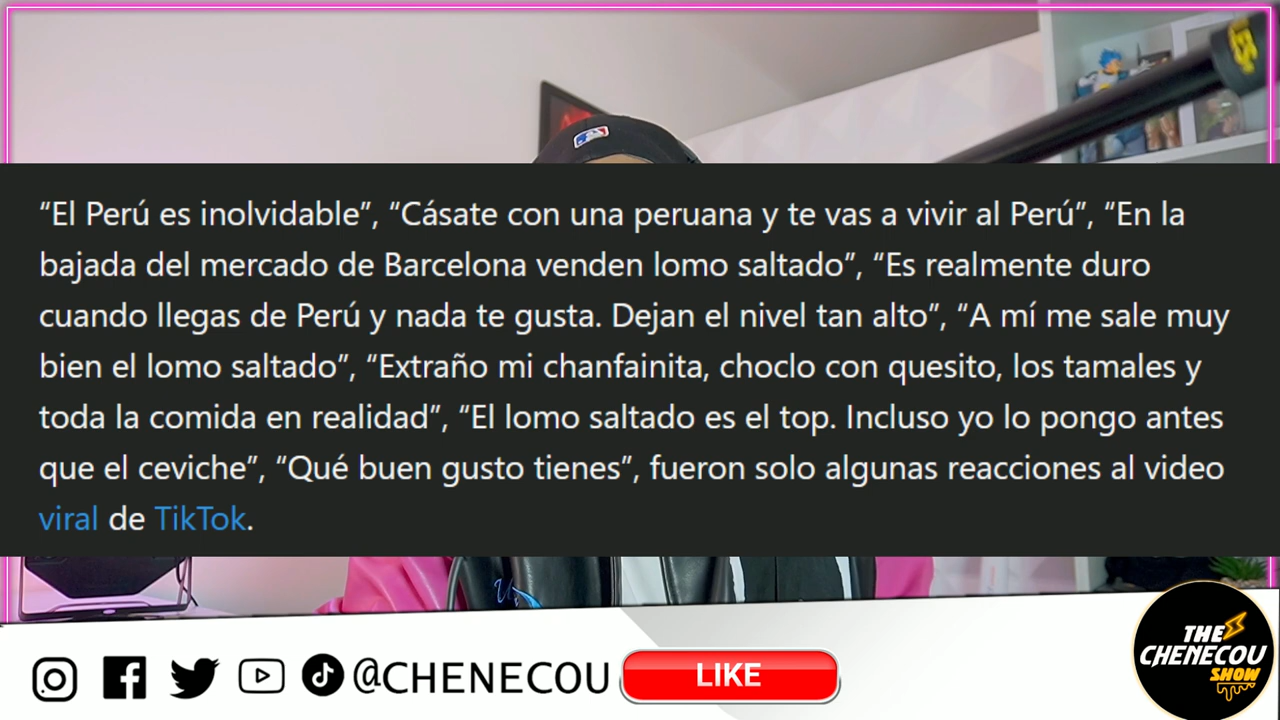 “El Perú es inolvidable”, “Cásate con una peruana y te vas a vivir al Perú”, “En la
bajada del mercado de Barcelona venden lomo saltado”, “Es realmente duro
cuando llegas de Perú y nada te gusta. Dejan el nivel tan alto”, “A mí me sale muy
bien el lomo saltado”, “Extraño mi chanfainita, choclo con quesito, los tamales y
toda la comida en realidad”, “El lomo saltado es el top. Incluso yo lo pongo antes
que el ceviche”, “Qué buen gusto tienes”, fueron solo algunas reacciones al video
viral de TikTok.
@CHENECOU
LIKE
THE
CHENECOU
SHOW